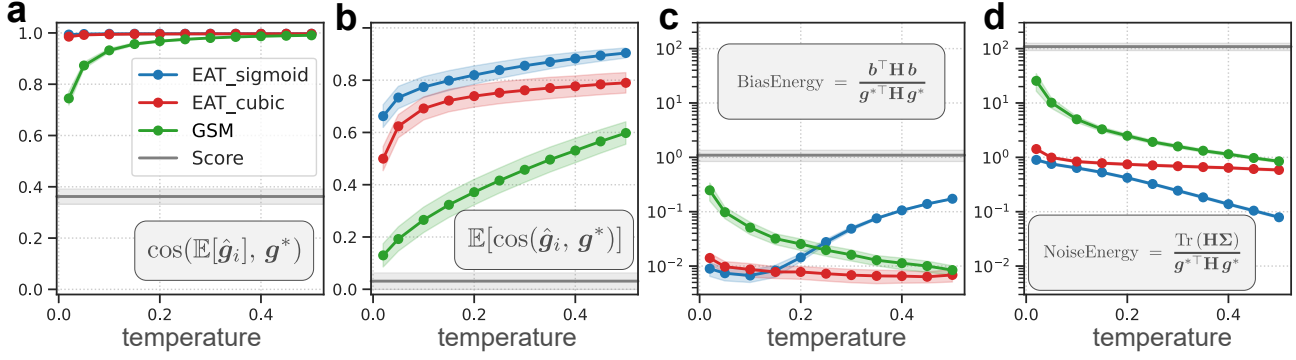 a
1.0
0.8
0.6
0.4
0.2
0.0
EAT_sigmoid
EAT_cubic
GSM
Score
cos(𝔼[ĝᵢ], g*)
0.0 0.2 0.4
temperature
b
1.0
0.8
0.6
0.4
0.2
0.0
𝔼[cos(ĝᵢ, g*)]
0.0 0.2 0.4
temperature
c
10²
10¹
10⁰
10⁻¹
10⁻²
BiasEnergy = b⊤H b / g*⊤H g*
0.0 0.2 0.4
temperature
d
10²
10¹
10⁰
10⁻¹
10⁻²
NoiseEnergy = Tr (HΣ) / g*⊤H g*
0.0 0.2 0.4
temperature